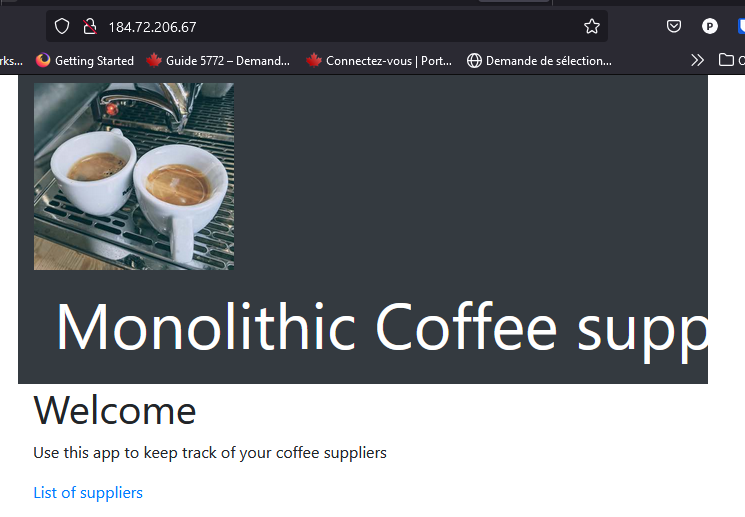 184.72.206.67
rks... Getting Started Guide 5772 – Demand... Connectez-vous | Port... Demande de sélection...
Monolithic Coffee supp
Welcome
Use this app to keep track of your coffee suppliers
List of suppliers